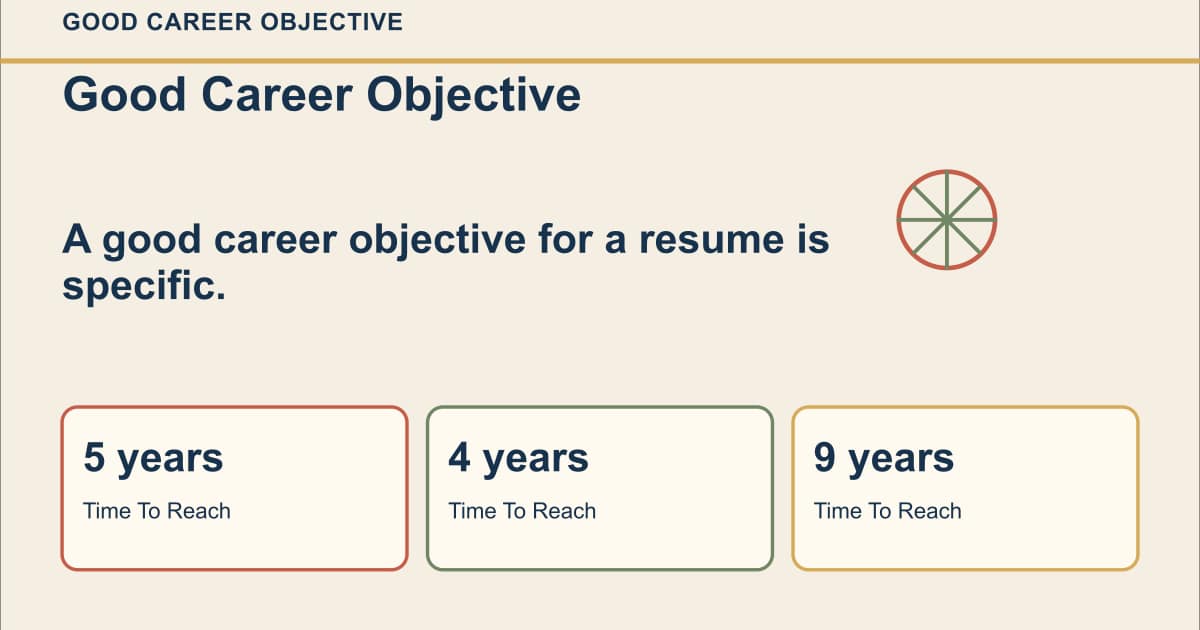 GOOD CAREER OBJECTIVE
Good Career Objective
A good career objective for a resume is
specific.
5 years
Time To Reach
4 years
Time To Reach
9 years
Time To Reach